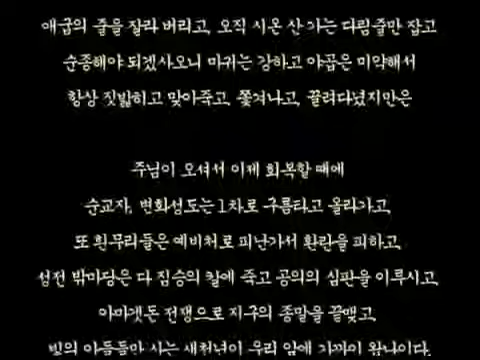 애굽의 줄을 잘라 버리고, 오직 시온 산 가는 다림줄만 잡고
순종해야 되겠사오니 마귀는 강하고 야곱은 미약해서
항상 짓밟히고 맞아죽고, 쫓겨나고, 끌려다녔지만은
주님이 오셔서 이제 회복할 때에
순교자, 변화성도는 1차로 구름타고 올라가고,
또 흰무리들은 예비처로 피난가서 환란을 피하고,
성전 밖마당은 다 짐승의 칼에 죽고 공의의 심판을 이루시고,
아마겟돈 전쟁으로 지구의 종말을 끝맺고,
빛의 아들들만 사는 새천년이 우리 앞에 가까이 왔나이다.